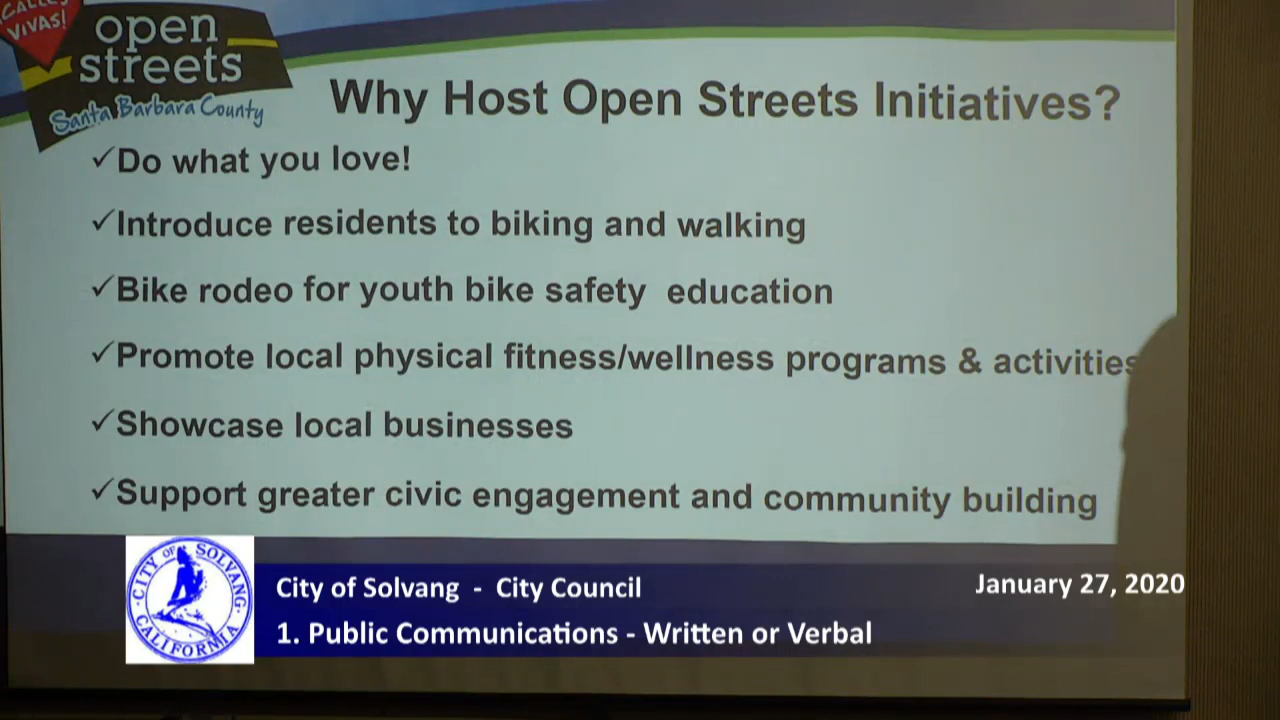 CALLES
VIVAS!
open
streets
Santa Barbara County
Why Host Open Streets Initiatives?
✓Do what you love!
✓Introduce residents to biking and walking
✓Bike rodeo for youth bike safety education
✓Promote local physical fitness/wellness programs & activities
✓Showcase local businesses
✓Support greater civic engagement and community building
CITY OF SOLVANG
CALIFORNIA
City of Solvang - City Council
January 27, 2020
1. Public Communications - Written or Verbal